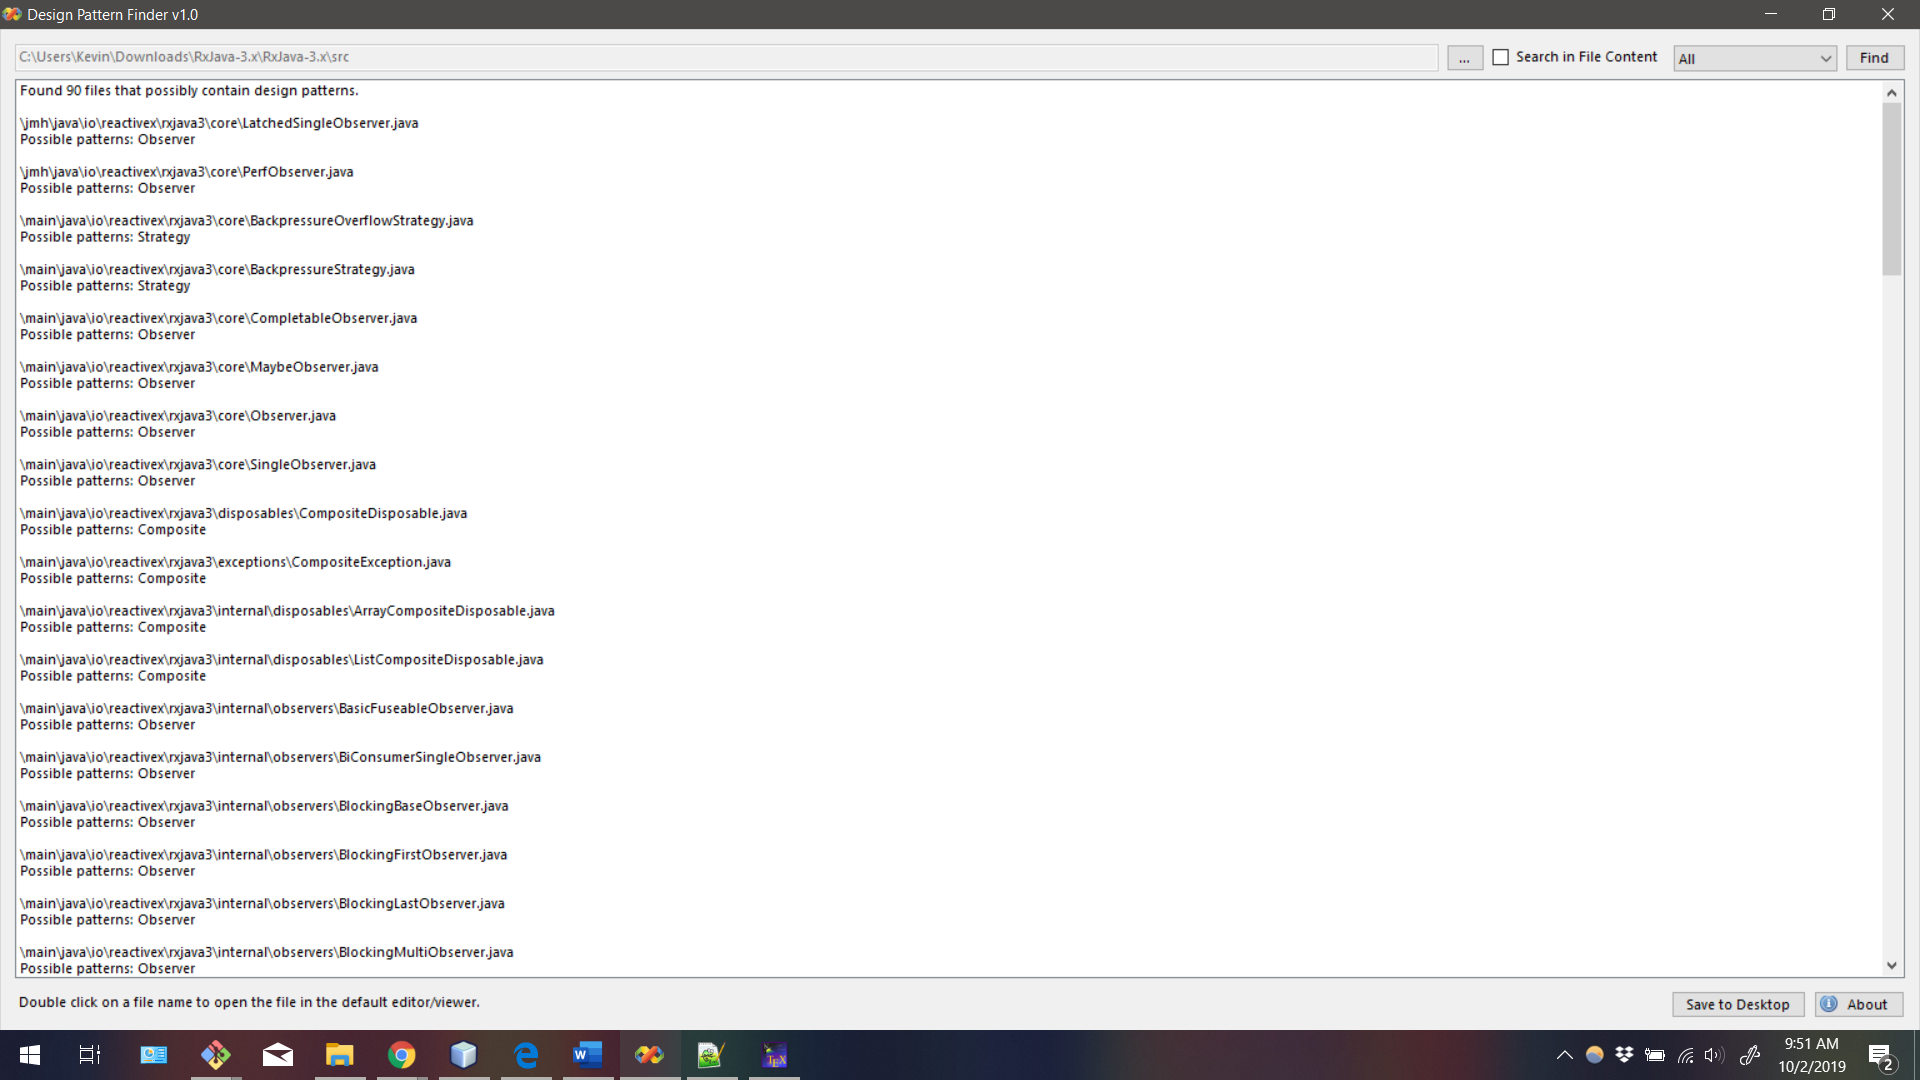 Design Pattern Finder v1.0
C:\Users\Kevin\Downloads\RxJava-3.x\RxJava-3.x\src
...
Search in File Content
All
Find
Found 90 files that possibly contain design patterns.
\jmh\java\io\reactivex\rxjava3\core\LatchedSingleObserver.java
Possible patterns: Observer
\jmh\java\io\reactivex\rxjava3\core\PerfObserver.java
Possible patterns: Observer
\main\java\io\reactivex\rxjava3\core\BackpressureOverflowStrategy.java
Possible patterns: Strategy
\main\java\io\reactivex\rxjava3\core\BackpressureStrategy.java
Possible patterns: Strategy
\main\java\io\reactivex\rxjava3\core\CompletableObserver.java
Possible patterns: Observer
\main\java\io\reactivex\rxjava3\core\MaybeObserver.java
Possible patterns: Observer
\main\java\io\reactivex\rxjava3\core\Observer.java
Possible patterns: Observer
\main\java\io\reactivex\rxjava3\core\SingleObserver.java
Possible patterns: Observer
\main\java\io\reactivex\rxjava3\disposables\CompositeDisposable.java
Possible patterns: Composite
\main\java\io\reactivex\rxjava3\exceptions\CompositeException.java
Possible patterns: Composite
\main\java\io\reactivex\rxjava3\internal\disposables\ArrayCompositeDisposable.java
Possible patterns: Composite
\main\java\io\reactivex\rxjava3\internal\disposables\ListCompositeDisposable.java
Possible patterns: Composite
\main\java\io\reactivex\rxjava3\internal\observers\BasicFuseableObserver.java
Possible patterns: Observer
\main\java\io\reactivex\rxjava3\internal\observers\BiConsumerSingleObserver.java
Possible patterns: Observer
\main\java\io\reactivex\rxjava3\internal\observers\BlockingBaseObserver.java
Possible patterns: Observer
\main\java\io\reactivex\rxjava3\internal\observers\BlockingFirstObserver.java
Possible patterns: Observer
\main\java\io\reactivex\rxjava3\internal\observers\BlockingLastObserver.java
Possible patterns: Observer
\main\java\io\reactivex\rxjava3\internal\observers\BlockingMultiObserver.java
Possible patterns: Observer
Double click on a file name to open the file in the default editor/viewer.
Save to Desktop
About
W
TEX
9:51 AM
10/2/2019
2